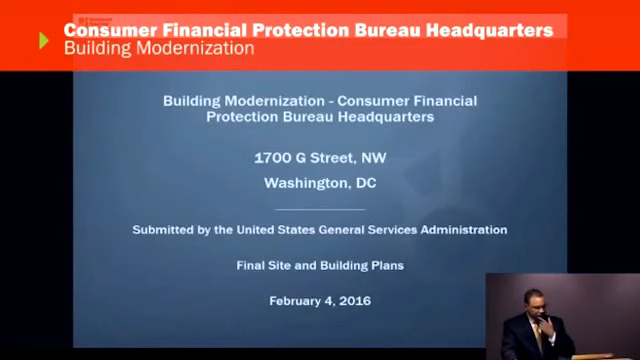 Consumer Financial Protection Bureau Headquarters
Building Modernization
Building Modernization - Consumer Financial
Protection Bureau Headquarters
1700 G Street, NW
Washington, DC
Submitted by the United States General Services Administration
Final Site and Building Plans
February 4, 2016